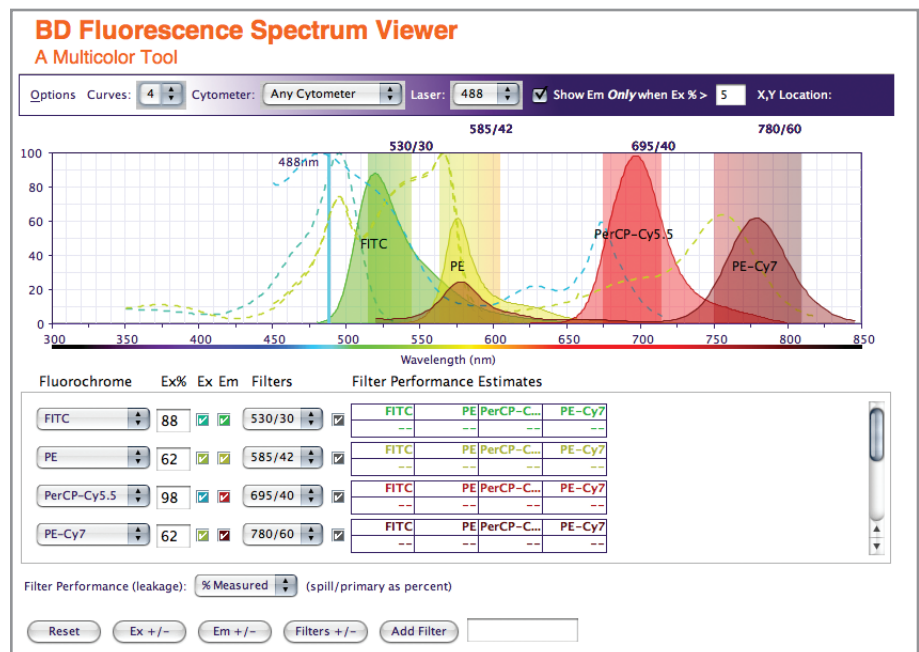 BD Fluorescence Spectrum Viewer
A Multicolor Tool
Options Curves: 4 Cytometer: Any Cytometer Laser: 488 Show Em Only when Ex % > 5 X,Y Location:
585/42 780/60
530/30 695/40
100 488nm
80
60
PerCP-Cy5.5
FITC
40
PE PE-Cy7
20
0
300 350 400 450 500 550 600 650 700 750 800 850
Wavelength (nm)
Fluorochrome Ex% Ex Em Filters Filter Performance Estimates
FITC 88 530/30 FITC PE PerCP-C... PE-Cy7
-- -- -- --
PE 62 585/42 FITC PE PerCP-C... PE-Cy7
-- -- -- --
PerCP-Cy5.5 98 695/40 FITC PE PerCP-C... PE-Cy7
-- -- -- --
PE-Cy7 62 780/60 FITC PE PerCP-C... PE-Cy7
-- -- -- --
Filter Performance (leakage): % Measured (spill/primary as percent)
Reset Ex +/- Em +/- Filters +/- Add Filter